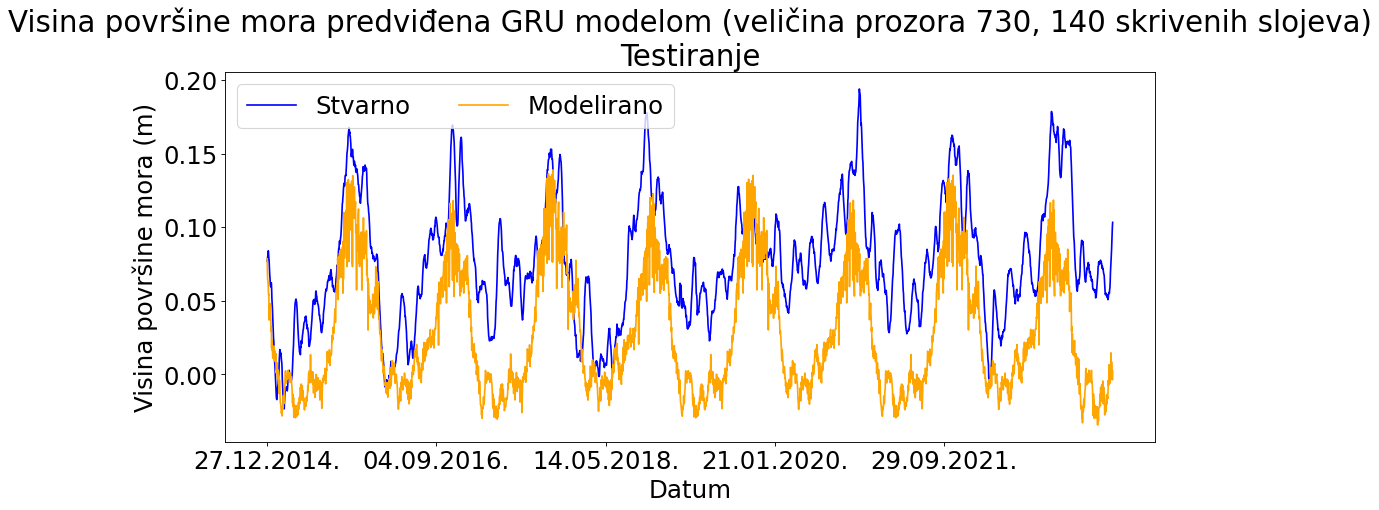 Visina površine mora predviđena GRU modelom (veličina prozora 730, 140 skrivenih slojeva)
Testiranje
Stvarno
Modelirano
Visina površine mora (m)
0.20
0.15
0.10
0.05
0.00
27.12.2014.
04.09.2016.
14.05.2018.
21.01.2020.
29.09.2021.
Datum